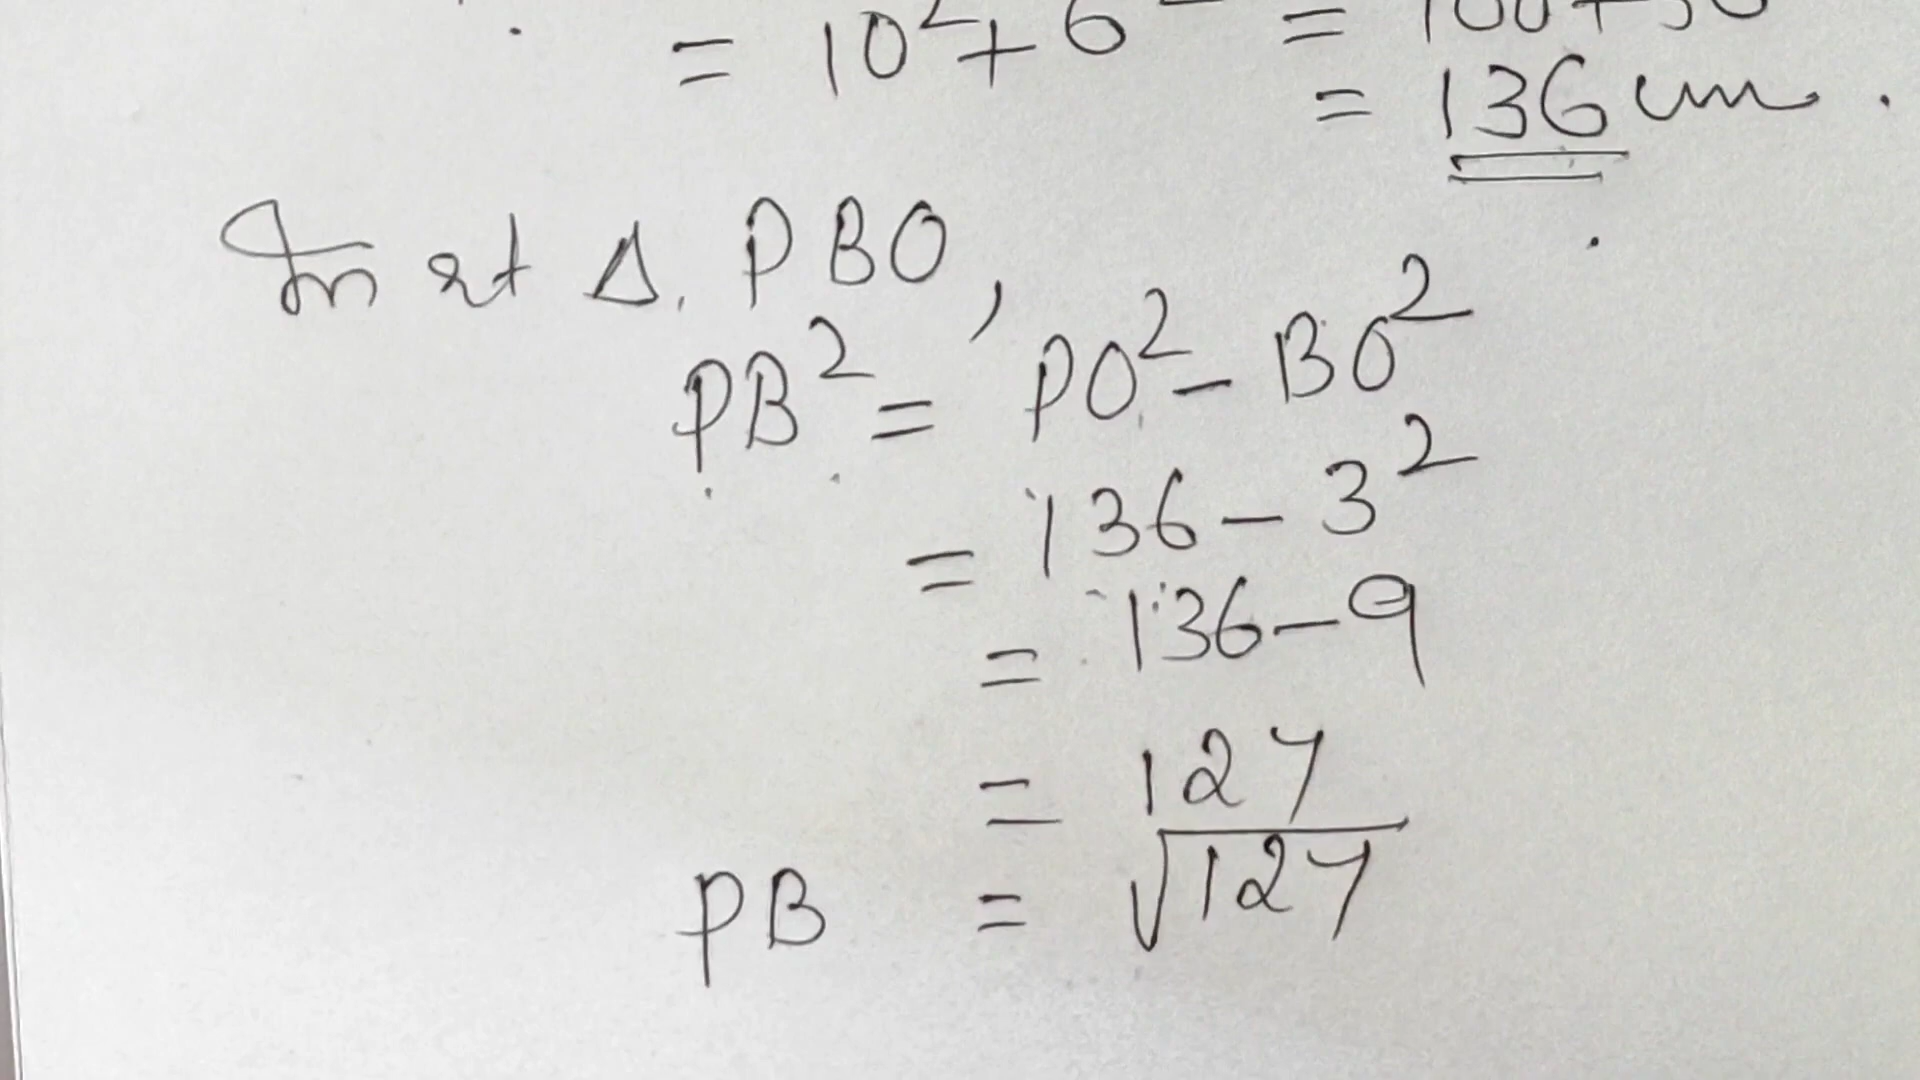 = 10² + 6² = 100 + 36
= 136 cm.
In rt Δ. PBO,
PB² = PO² - BO²
= 136 - 3²
= 136 - 9
= 127
PB = √127